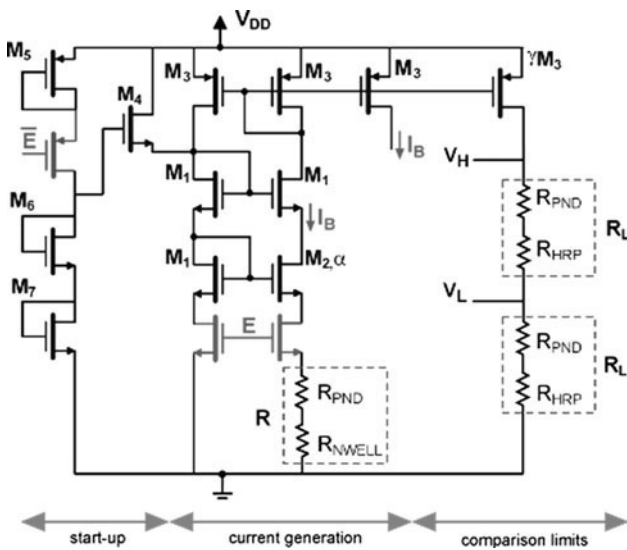 V_DD
M_5
M_3
M_3
M_3
γM_3
M_4
E̅
I_B
V_H
M_1
M_1
R_PND
R_L
M_6
I_B
R_HRP
M_1
M_2,α
V_L
M_7
E
R_PND
R_L
R_HRP
R_PND
R
R_NWELL
start-up
current generation
comparison limits